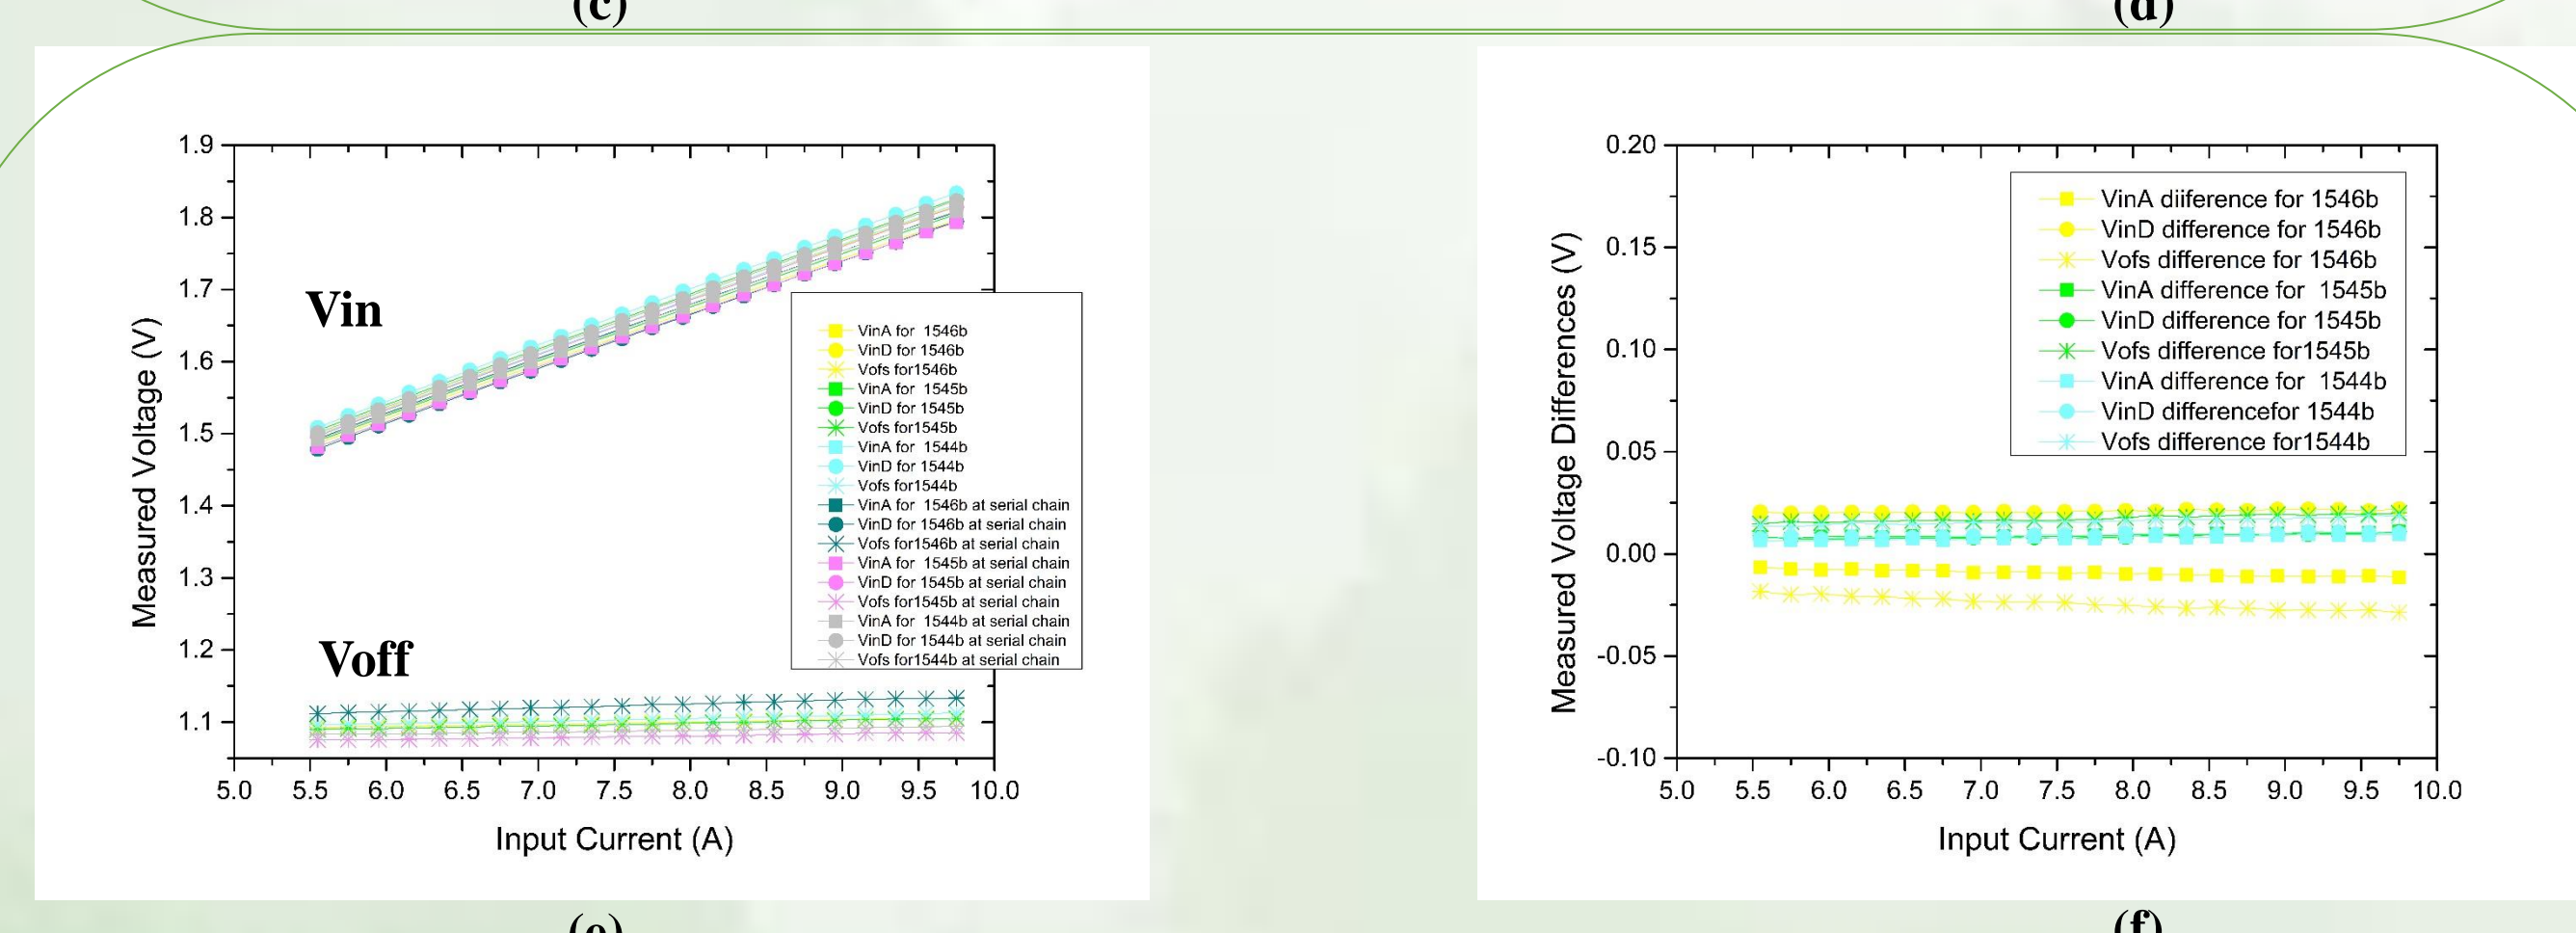 (c)
(d)
1.9
1.8
1.7
1.6
1.5
1.4
1.3
1.2
1.1
Measured Voltage (V)
Vin
Voff
VinA for  1546b
VinD for 1546b
Vofs for1546b
VinA for  1545b
VinD for 1545b
Vofs for1545b
VinA for  1544b
VinD for 1544b
Vofs for1544b
VinA for  1546b at serial chain
VinD for 1546b at serial chain
Vofs for1546b at serial chain
VinA for  1545b at serial chain
VinD for 1545b at serial chain
Vofs for1545b at serial chain
VinA for  1544b at serial chain
VinD for 1544b at serial chain
Vofs for1544b at serial chain
5.0 5.5 6.0 6.5 7.0 7.5 8.0 8.5 9.0 9.5 10.0
Input Current (A)
(e)
0.20
0.15
0.10
0.05
0.00
-0.05
-0.10
Measured Voltage Differences (V)
VinA diifference for 1546b
VinD difference for 1546b
Vofs difference for 1546b
VinA difference for  1545b
VinD difference for 1545b
Vofs difference for1545b
VinA difference for  1544b
VinD differencefor 1544b
Vofs difference for1544b
5.0 5.5 6.0 6.5 7.0 7.5 8.0 8.5 9.0 9.5 10.0
Input Current (A)
(f)